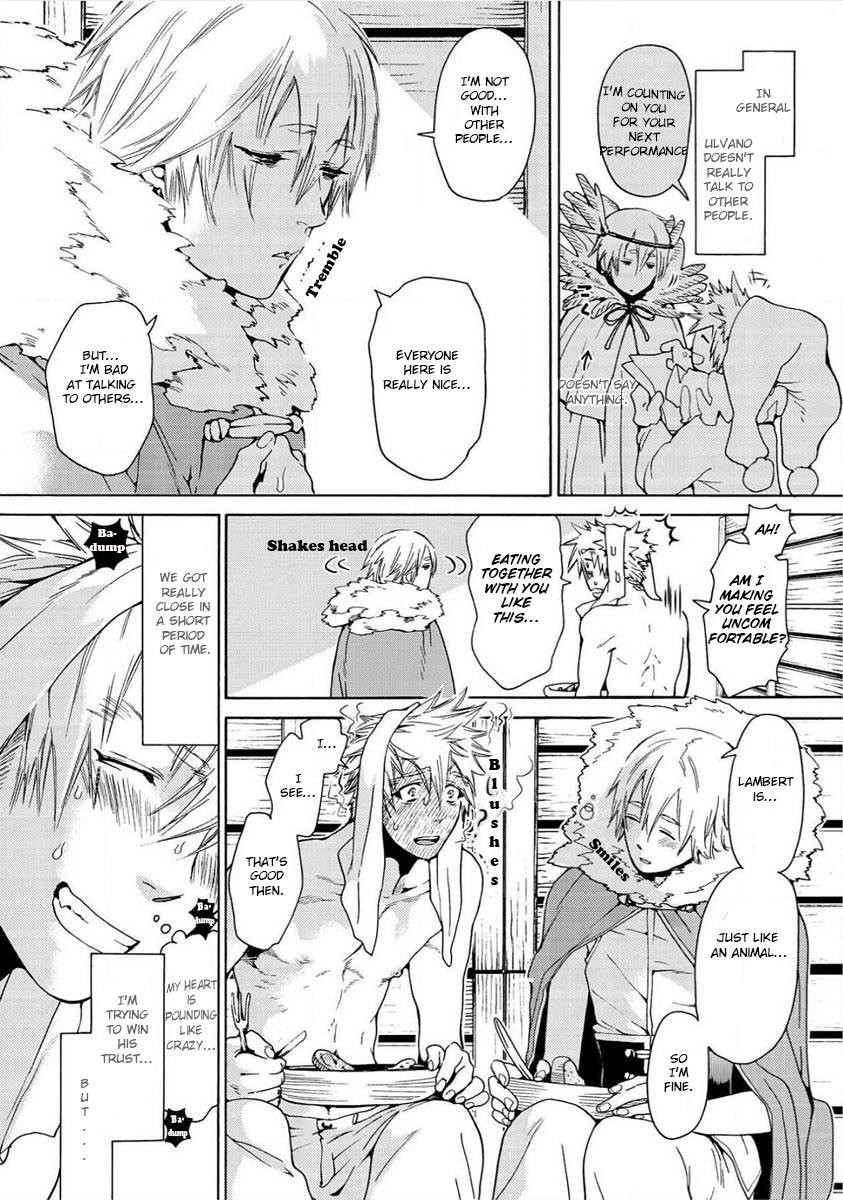 IN
GENERAL
ULVANO
DOESN'T
REALLY
TALK TO
OTHER
PEOPLE.
I'M COUNTING
ON YOU
FOR YOUR
NEXT
PERFORMANCE
DOESN'T SAY
ANYTHING.
I'M NOT
GOOD...
WITH
OTHER
PEOPLE...
Tremble
EVERYONE
HERE IS
REALLY NICE...
BUT...
I'M BAD
AT TALKING
TO OTHERS...
AH!
AM I
MAKING
YOU FEEL
UNCOM
FORTABLE?
EATING
TOGETHER
WITH YOU
LIKE
THIS...
Shakes head
LAMBERT
IS...
JUST LIKE
AN ANIMAL...
SO
I'M
FINE.
Smiles
Blushes
I...
I
SEE...
THAT'S
GOOD
THEN.
WE GOT
REALLY
CLOSE IN
A SHORT
PERIOD
OF TIME.
Ba-
dump
Ba-
dump
MY HEART
IS
POUNDING
LIKE
CRAZY...
Ba-
dump
I'M
TRYING
TO WIN
HIS
TRUST...
BUT...